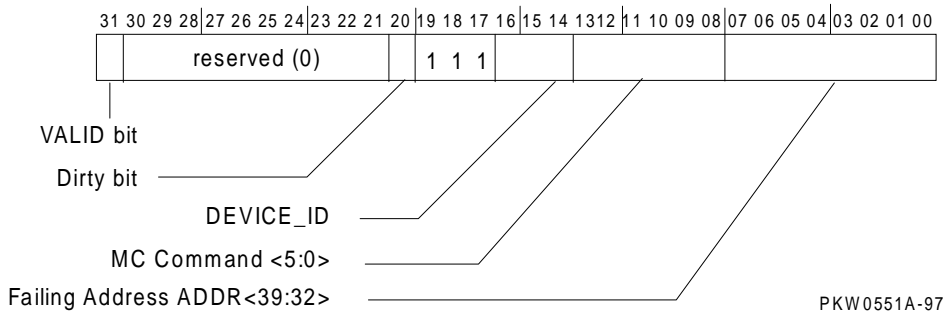 31 30 29 28 27 26 25 24 23 22 21 20 19 18 17 16 15 14 1312 11 10 09 08 07 06 05 04 03 02 01 00
reserved (0) 1 1 1
VALID bit
Dirty bit
DEVICE_ID
MC Command <5:0>
Failing Address ADDR<39:32>
PKW0551A-97